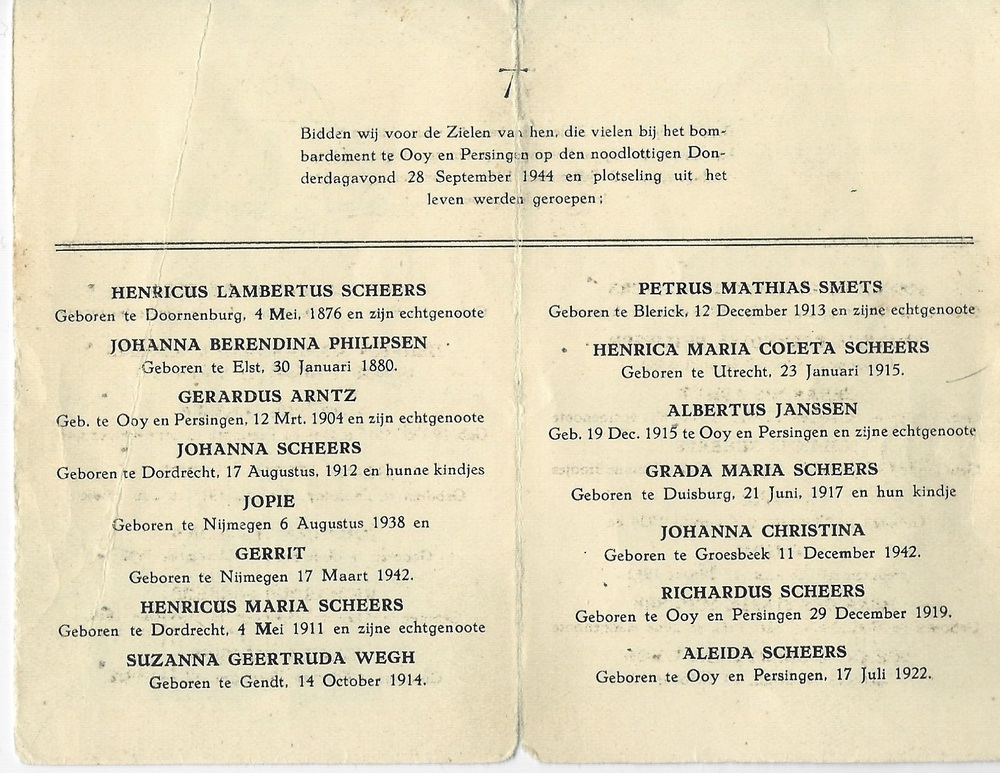 Bidden wij voor de Zielen van hen, die vielen bij het bom-
bardement te Ooy en Persingen op den noodlottigen Don-
derdagavond 28 September 1944 en plotseling uit het
leven werden geroepen;
HENRICUS LAMBERTUS SCHEERS
Geboren te Doornenburg, 4 Mei, 1876 en zijn echtgenoote
JOHANNA BERENDINA PHILIPSEN
Geboren te Elst, 30 Januari 1880.
GERARDUS ARNTZ
Geb. te Ooy en Persingen, 12 Mrt. 1904 en zijn echtgenoote
JOHANNA SCHEERS
Geboren te Dordrecht, 17 Augustus, 1912 en hunne kindjes
JOPIE
Geboren te Nijmegen 6 Augustus 1938 en
GERRIT
Geboren te Nijmegen 17 Maart 1942.
HENRICUS MARIA SCHEERS
Geboren te Dordrecht, 4 Mei 1911 en zijne echtgenoote
SUZANNA GEERTRUDA WEGH
Geboren te Gendt, 14 October 1914.
PETRUS MATHIAS SMETS
Geboren te Blerick, 12 December 1913 en zijne echtgenoote
HENRICA MARIA COLETA SCHEERS
Geboren te Utrecht, 23 Januari 1915.
ALBERTUS JANSSEN
Geb. 19 Dec. 1915 te Ooy en Persingen en zijne echtgenoote
GRADA MARIA SCHEERS
Geboren te Duisburg, 21 Juni, 1917 en hun kindje
JOHANNA CHRISTINA
Geboren te Groesbeek 11 December 1942.
RICHARDUS SCHEERS
Geboren te Ooy en Persingen 29 December 1919.
ALEIDA SCHEERS
Geboren te Ooy en Persingen, 17 Juli 1922.